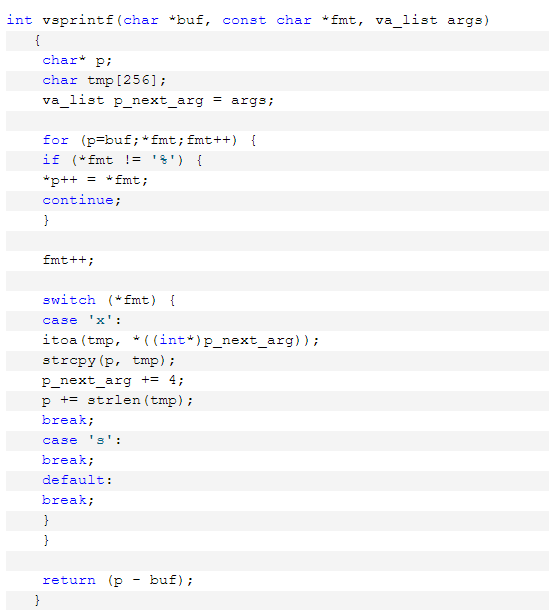 int vsprintf(char *buf, const char *fmt, va_list args)
{
char* p;
char tmp[256];
va_list p_next_arg = args;
for (p=buf;*fmt;fmt++) {
if (*fmt != '%') {
*p++ = *fmt;
continue;
}
fmt++;
switch (*fmt) {
case 'x':
itoa(tmp, *((int*)p_next_arg));
strcpy(p, tmp);
p_next_arg += 4;
p += strlen(tmp);
break;
case 's':
break;
default:
break;
}
}
return (p - buf);
}